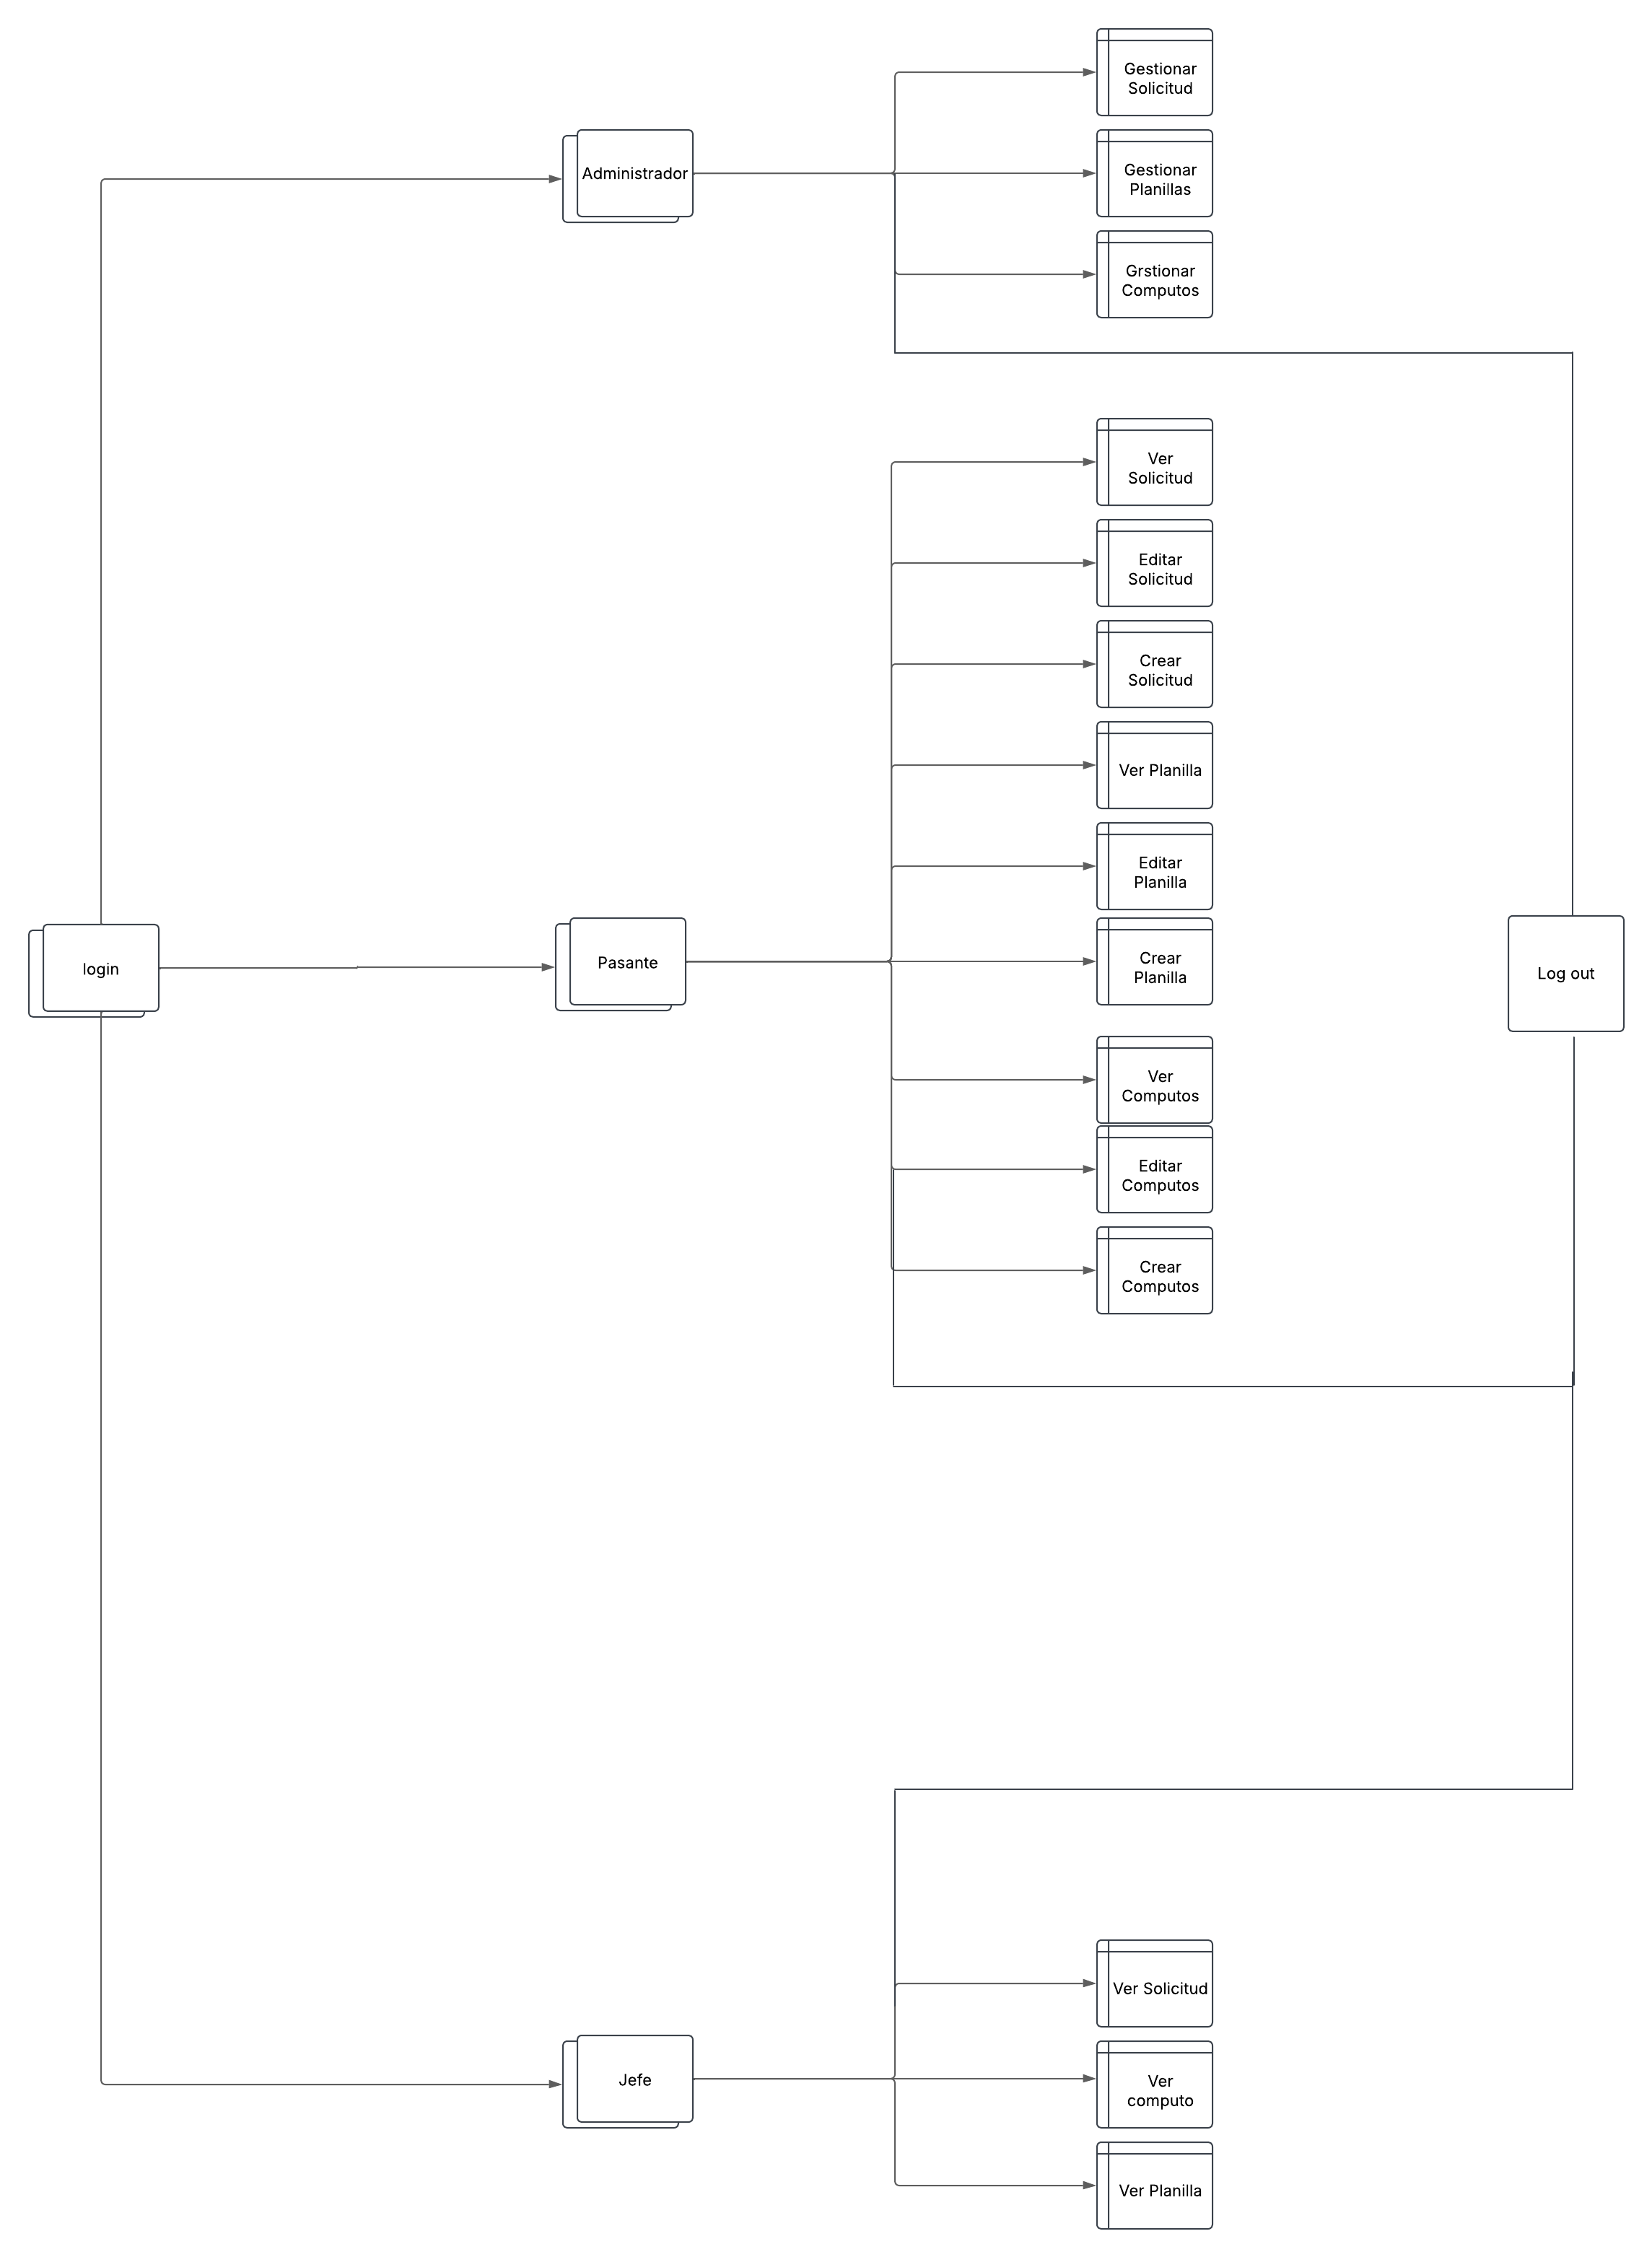 Gestionar
Solicitud
Administrador
Gestionar
Planillas
Grstionar
Computos
Ver
Solicitud
Editar
Solicitud
Crear
Solicitud
Ver Planilla
Editar
Planilla
login
Pasante
Crear
Planilla
Log out
Ver
Computos
Editar
Computos
Crear
Computos
Ver Solicitud
Jefe
Ver
computo
Ver Planilla